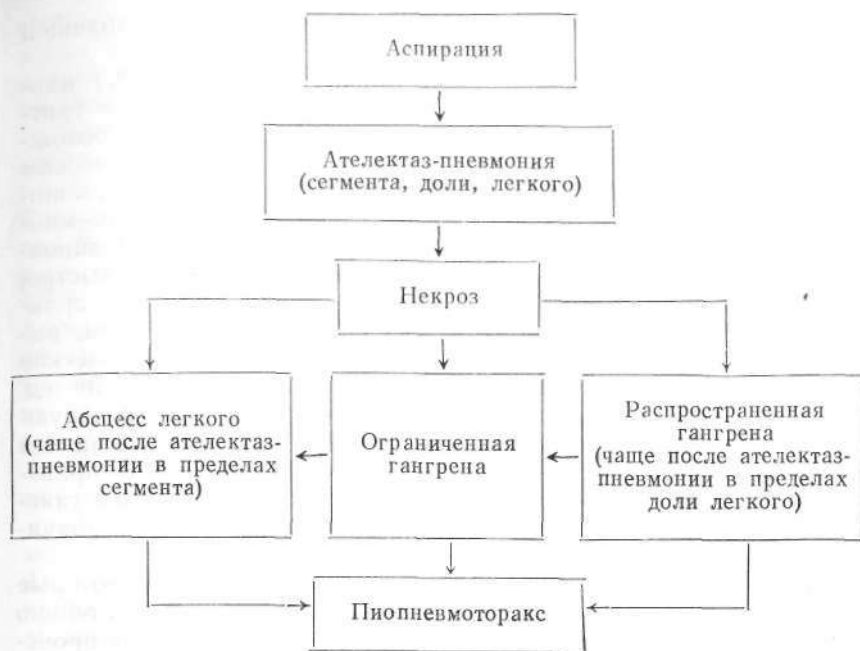 Аспирация
Ателектаз-пневмония
(сегмента, доли, легкого)
Некроз
Абсцесс легкого
(чаще после ателектаз-
пневмонии в пределах
сегмента)
Ограниченная
гангрена
Распространенная
гангрена
(чаще после ателектаз-
пневмонии в пределах
доли легкого)
Пиопневмоторакс